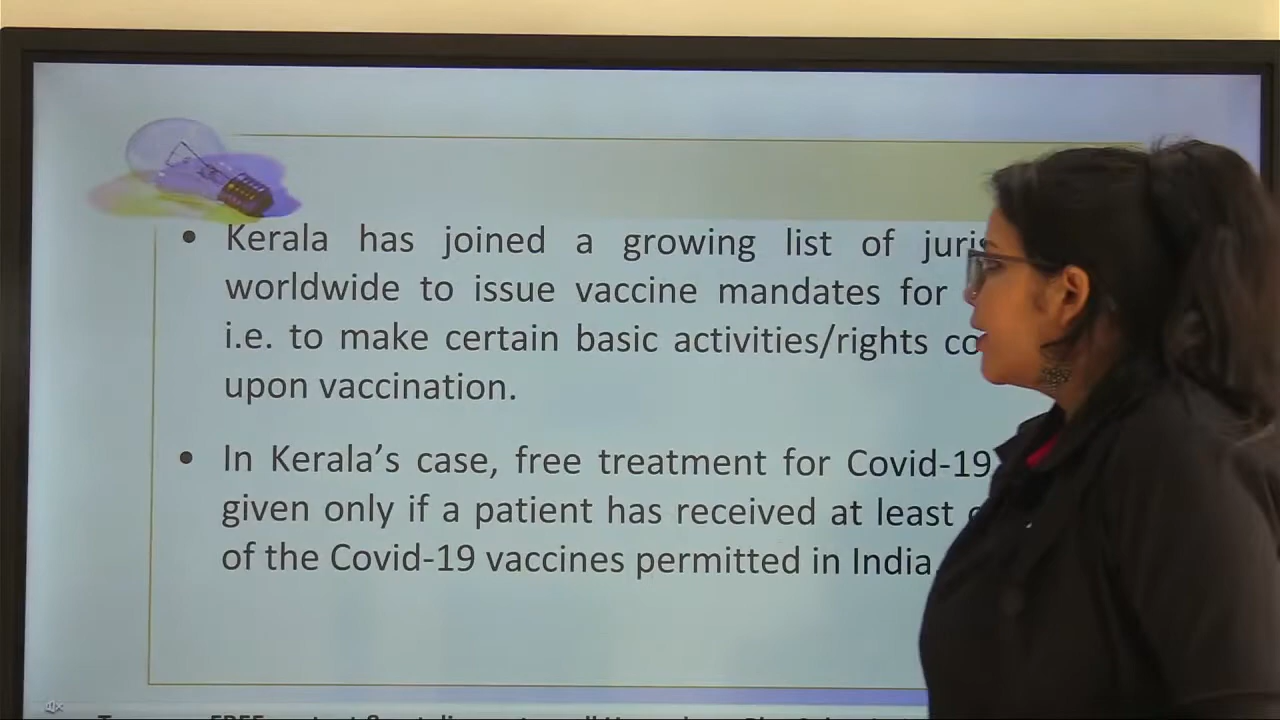 • Kerala has joined a growing list of
worldwide to issue vaccine mandates for
i.e. to make certain basic activities/rights
upon vaccination.
• In Kerala’s case, free treatment for Covid-19
given only if a patient has received at least
of the Covid-19 vaccines permitted in India